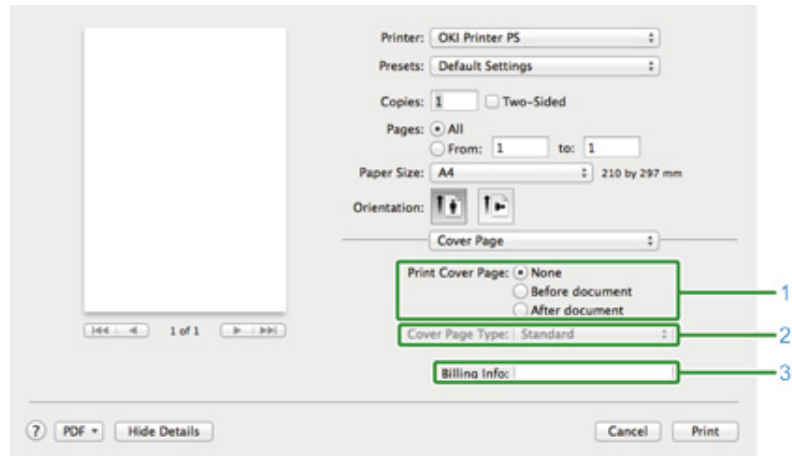 Printer: OKI Printer PS
Presets: Default Settings
Copies: 1 Two-Sided
Pages: All
From: 1 to: 1
Paper Size: A4 210 by 297 mm
Orientation:
Cover Page
Print Cover Page: None
Before document
After document
1
Cover Page Type: Standard
2
Billing Info:
3
1 of 1
? PDF Hide Details Cancel Print